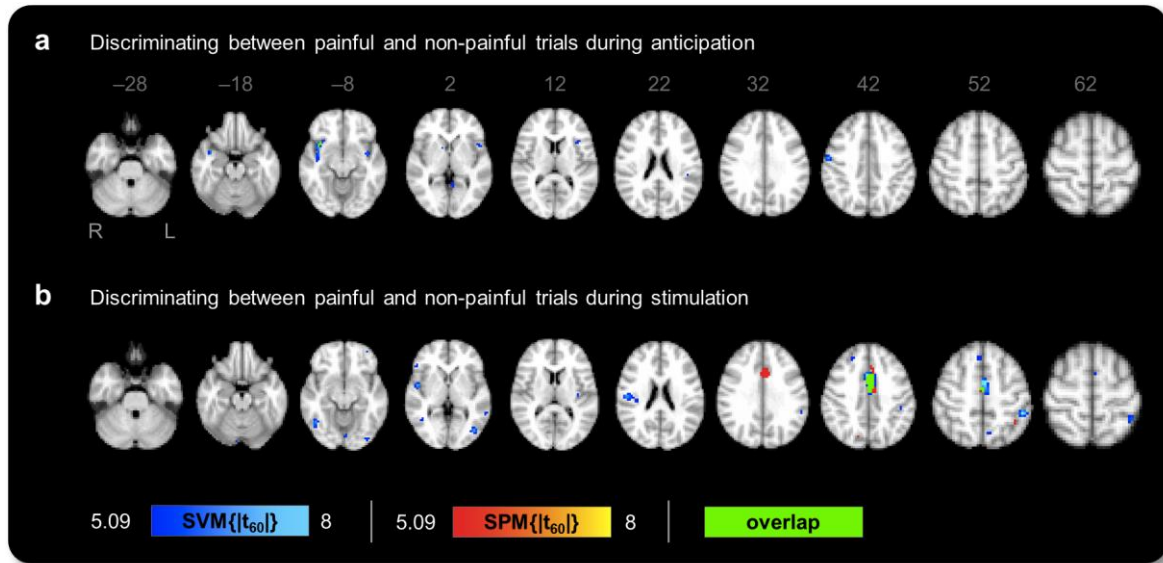 a Discriminating between painful and non-painful trials during anticipation
–28 –18 –8 2 12 22 32 42 52 62
R L
b Discriminating between painful and non-painful trials during stimulation
5.09 SVM{|t60|} 8 5.09 SPM{|t60|} 8 overlap